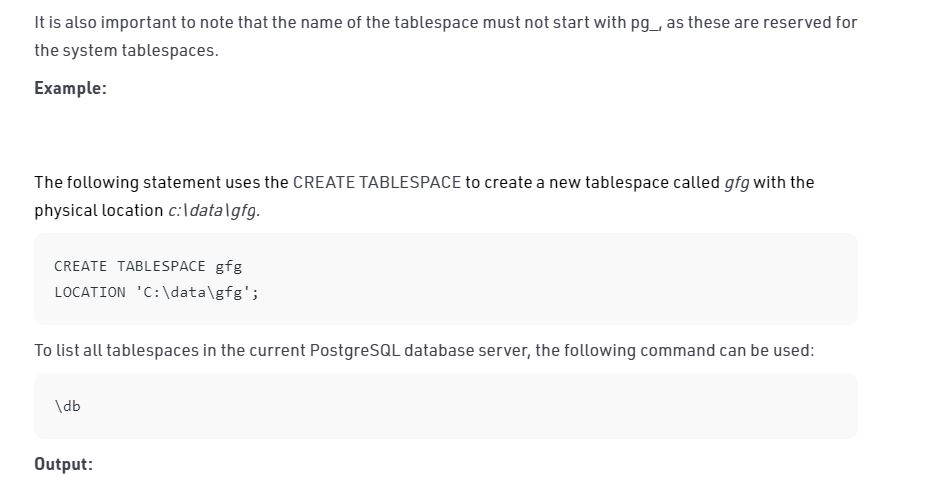 It is also important to note that the name of the tablespace must not start with pg_, as these are reserved for
the system tablespaces.
Example:
The following statement uses the CREATE TABLESPACE to create a new tablespace called gfg with the
physical location c:\data\gfg.
CREATE TABLESPACE gfg
LOCATION 'C:\data\gfg';
To list all tablespaces in the current PostgreSQL database server, the following command can be used:
\db
Output: